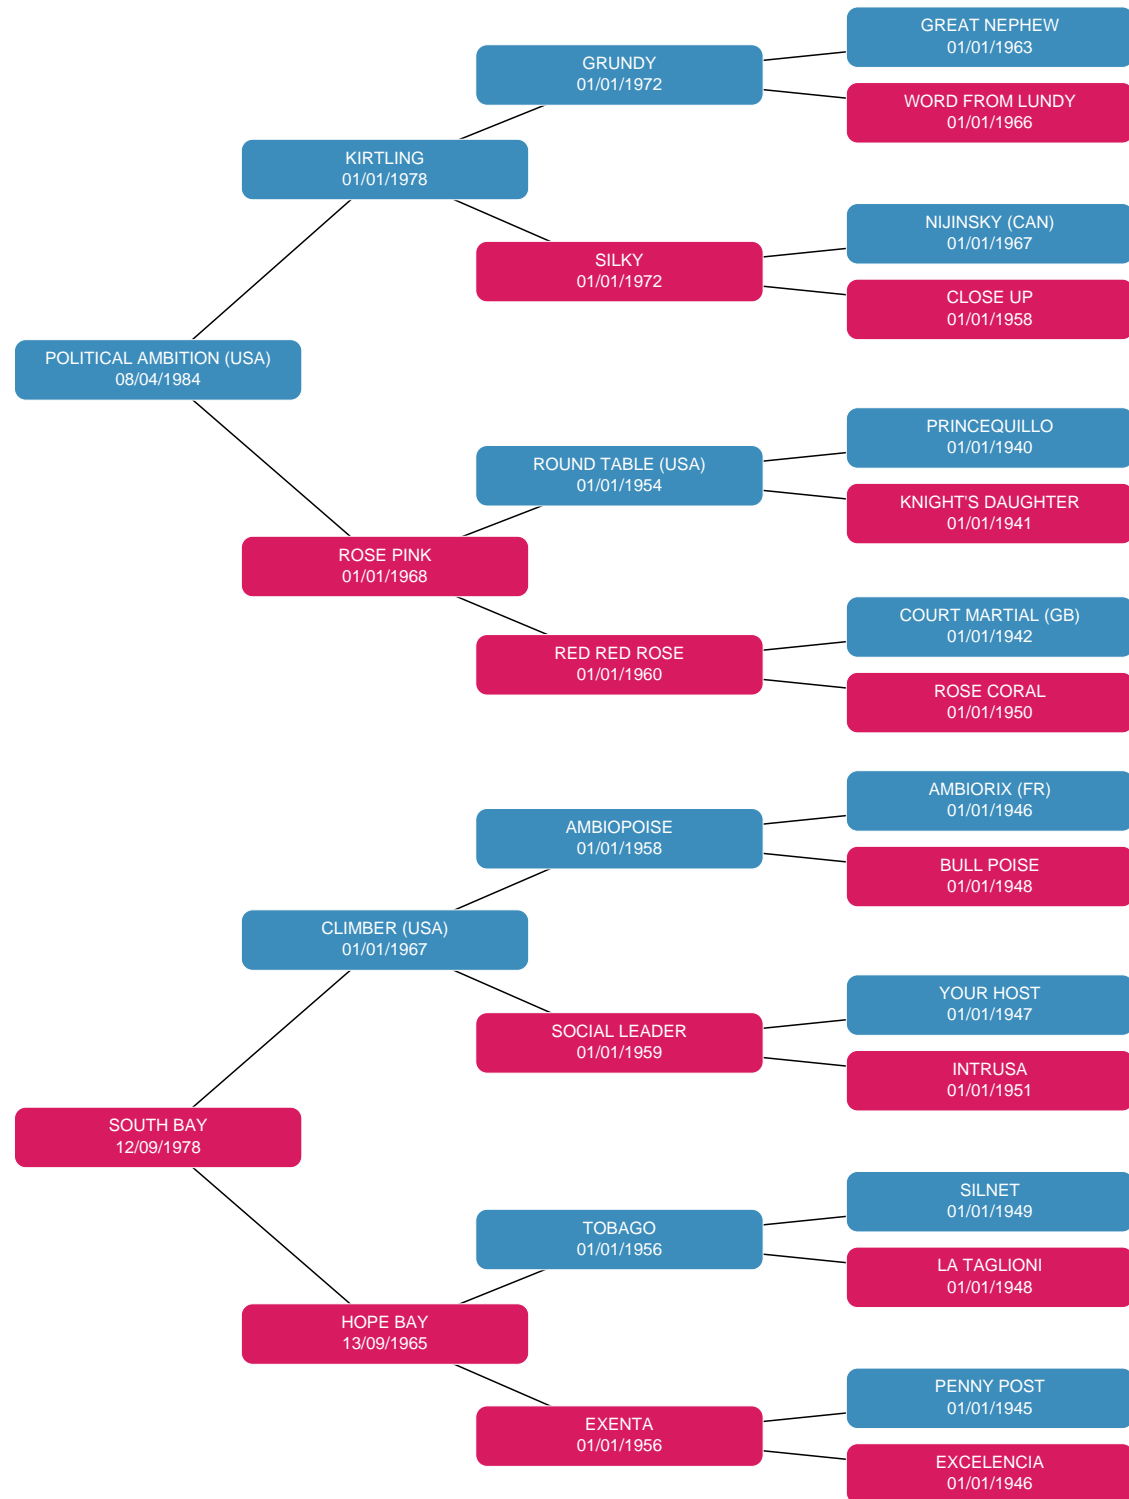 GREAT NEPHEW
01/01/1963
GRUNDY
01/01/1972
WORD FROM LUNDY
01/01/1966
KIRTLING
01/01/1978
NIJINSKY (CAN)
01/01/1967
SILKY
01/01/1972
CLOSE UP
01/01/1958
POLITICAL AMBITION (USA)
08/04/1984
PRINCEQUILLO
01/01/1940
ROUND TABLE (USA)
01/01/1954
KNIGHT'S DAUGHTER
01/01/1941
ROSE PINK
01/01/1968
COURT MARTIAL (GB)
01/01/1942
RED RED ROSE
01/01/1960
ROSE CORAL
01/01/1950
AMBIORIX (FR)
01/01/1946
AMBIOPOISE
01/01/1958
BULL POISE
01/01/1948
CLIMBER (USA)
01/01/1967
YOUR HOST
01/01/1947
SOCIAL LEADER
01/01/1959
INTRUSA
01/01/1951
SOUTH BAY
12/09/1978
SILNET
01/01/1949
TOBAGO
01/01/1956
LA TAGLIONI
01/01/1948
HOPE BAY
13/09/1965
PENNY POST
01/01/1945
EXENTA
01/01/1956
EXCELENCIA
01/01/1946